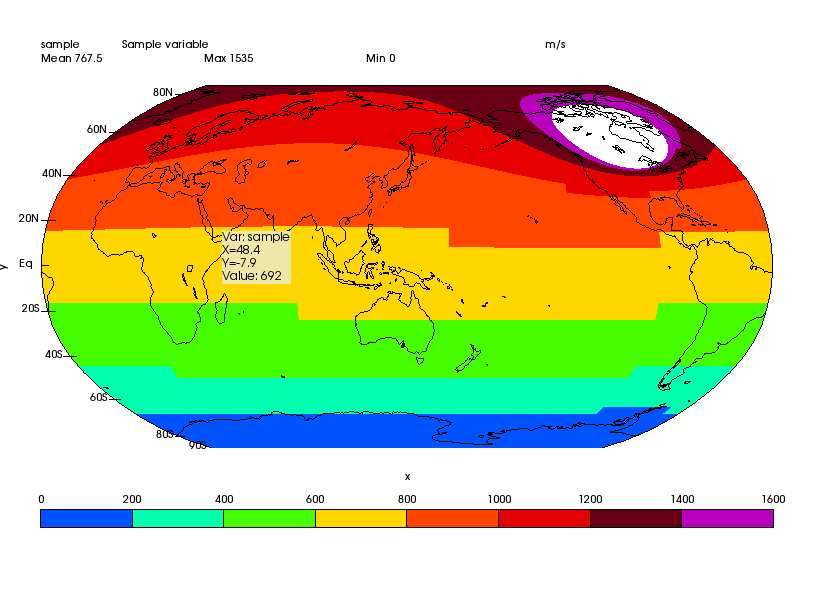 sample Sample variable m/s
Mean 767.5 Max 1535 Min 0
80N
60N
40N
20N
Var: sample
X=48.4
Y=-7.9
Value: 692
y
Eq
20S
40S
60S
80S
90S
x
0 200 400 600 800 1000 1200 1400 1600